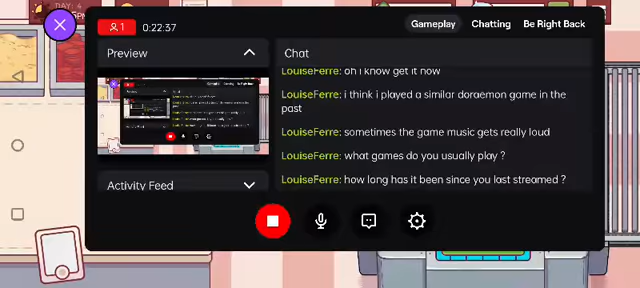 DAY: 4
1
0:22:37
Gameplay
Chatting
Be Right Back
Preview
Chat
LouiseFerre: oh i know get it now
LouiseFerre: i think i played a similar doraemon game in the
past
LouiseFerre: sometimes the game music gets really loud
LouiseFerre: what games do you usually play ?
LouiseFerre: how long has it been since you last streamed ?
Activity Feed